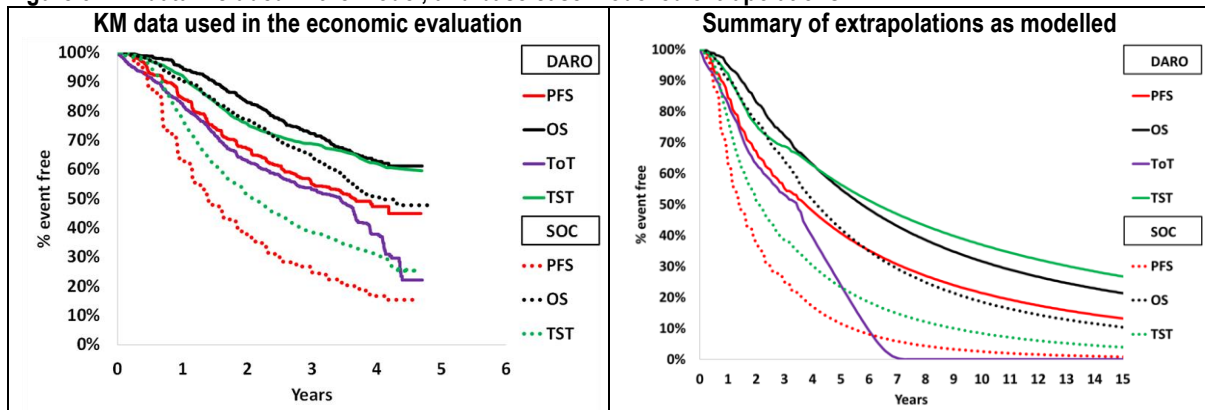 KM data used in the economic evaluation
100%
90%
80%
70%
60%
50%
40%
30%
20%
10%
0%
% event free
0 1 2 3 4 5 6
Years
DARO
PFS
OS
ToT
TST
SOC
PFS
OS
TST
Summary of extrapolations as modelled
100%
90%
80%
70%
60%
50%
40%
30%
20%
10%
0%
% event free
0 1 2 3 4 5 6 7 8 9 10 11 12 13 14 15
Years
DARO
PFS
OS
ToT
TST
SOC
PFS
OS
TST